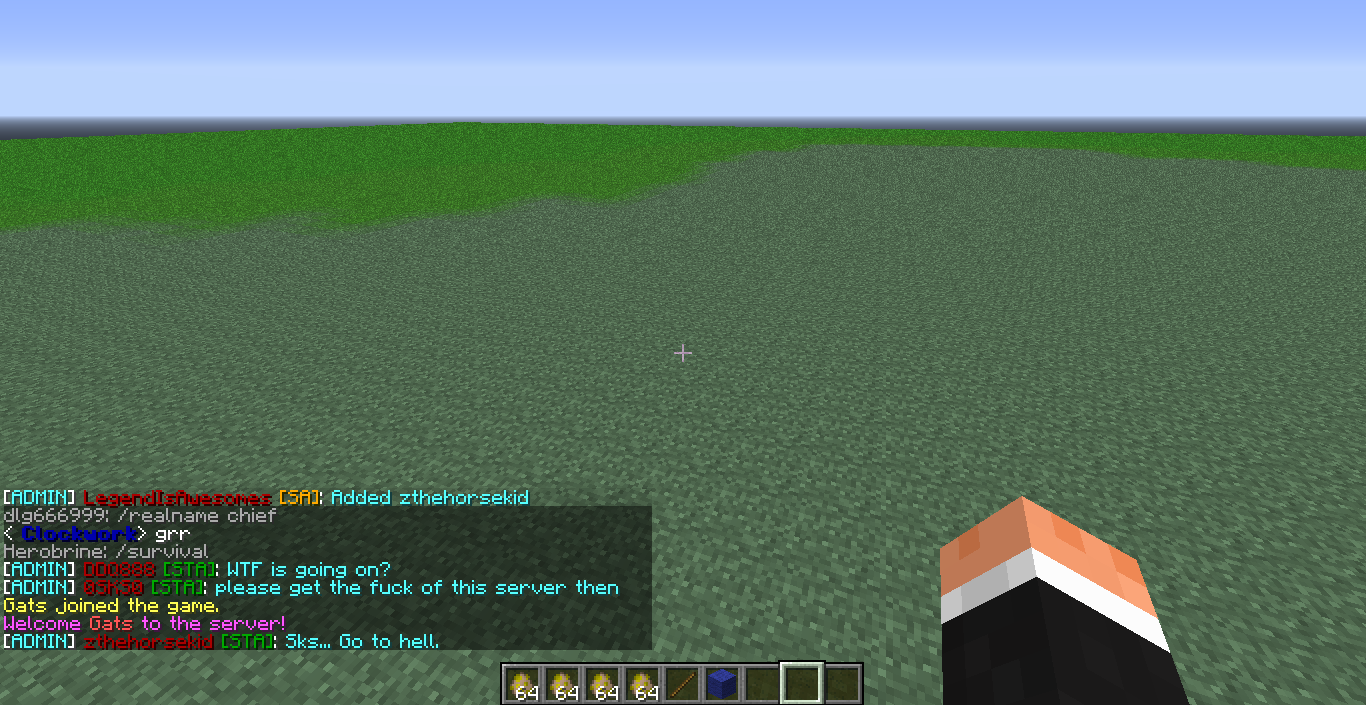 [ADMIN] LegendIsAwesomes [SA]: Added zthehorsekid
dlg666999: /realname chief
< Clockwork> grr
Herobrine: /survival
[ADMIN] DDQ888 [STA]: WTF is going on?
[ADMIN] 0SKS0 [STA]: please get the fuck of this server then
Gats joined the game.
Welcome Gats to the server!
[ADMIN] zthehorsekid [STA]: Sks... Go to hell.
64 64 64 64